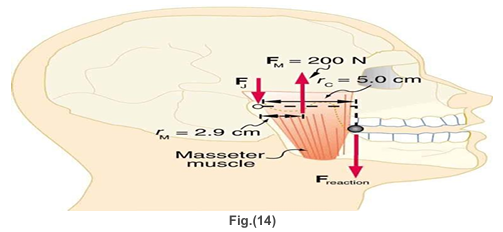 F_M = 200 N
F_J
r_C = 5.0 cm
r_M = 2.9 cm
Masseter
muscle
F_reaction
Fig.(14)